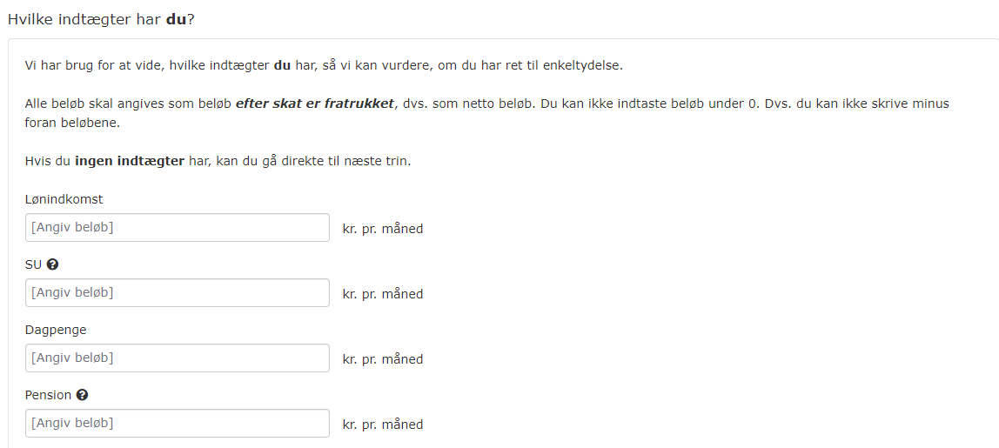 Hvilke indtægter har du?
Vi har brug for at vide, hvilke indtægter du har, så vi kan vurdere, om du har ret til enkeltydelse.
Alle beløb skal angives som beløb efter skat er fratrukket, dvs. som netto beløb. Du kan ikke indtaste beløb under 0. Dvs. du kan ikke skrive minus
foran beløbene.
Hvis du ingen indtægter har, kan du gå direkte til næste trin.
Lønindkomst
[Angiv beløb] kr. pr. måned
SU ?
[Angiv beløb] kr. pr. måned
Dagpenge
[Angiv beløb] kr. pr. måned
Pension ?
[Angiv beløb] kr. pr. måned